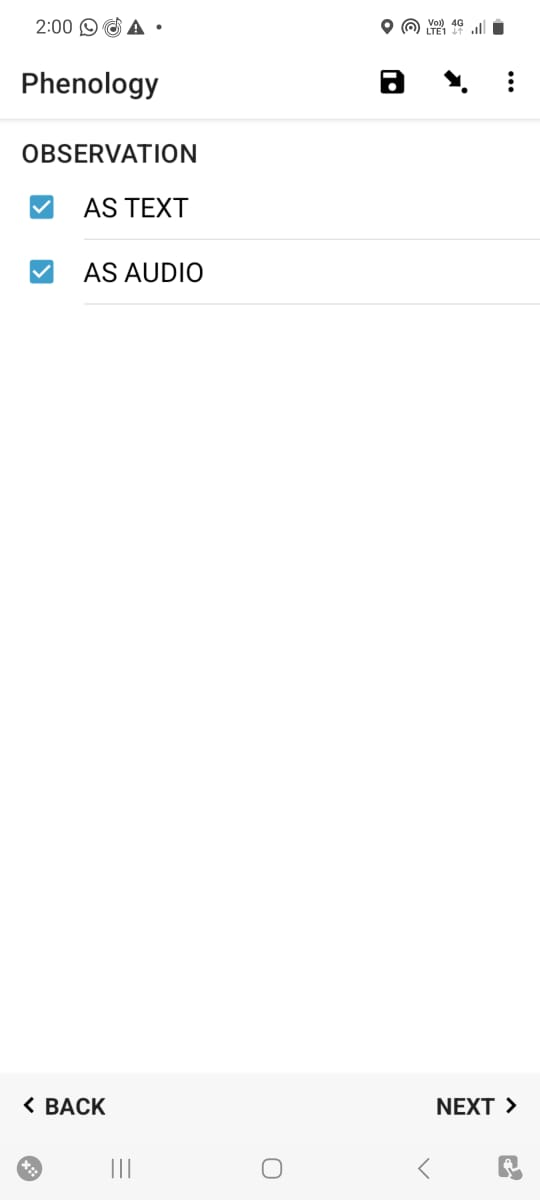 2:00
Vo)) 4G
LTE1
Phenology
OBSERVATION
AS TEXT
AS AUDIO
BACK
NEXT